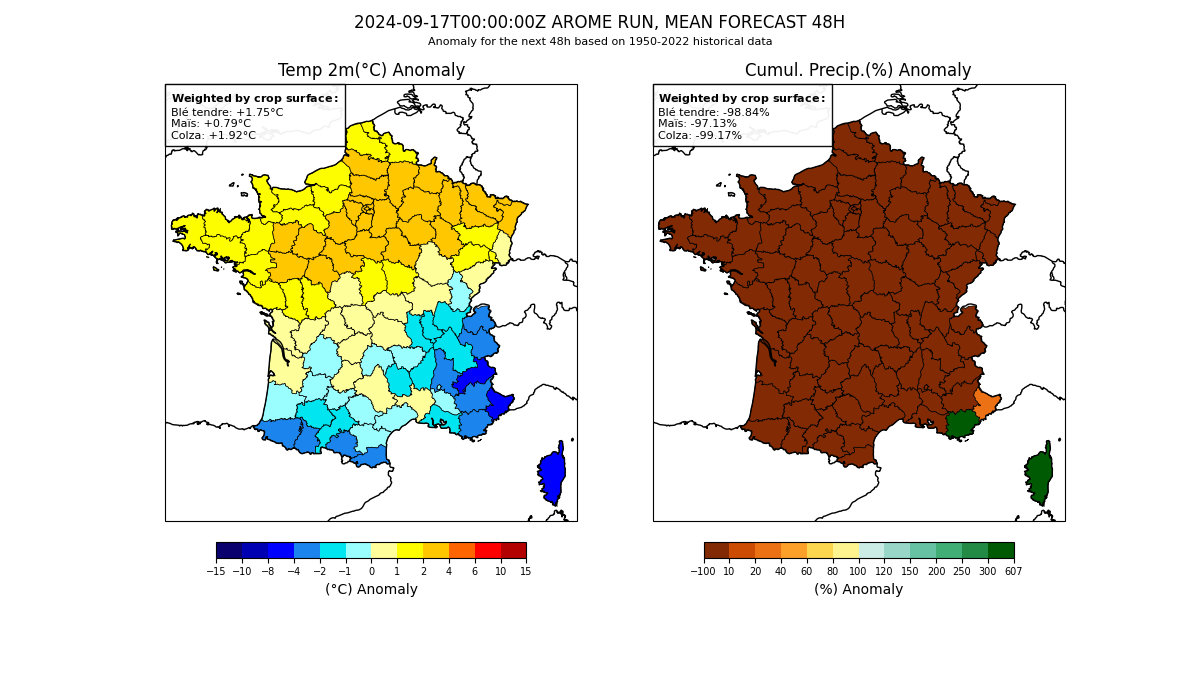 2024-09-17T00:00:00Z AROME RUN, MEAN FORECAST 48H
Anomaly for the next 48h based on 1950-2022 historical data
Temp 2m(°C) Anomaly
Weighted by crop surface:
Blé tendre: +1.75°C
Maïs: +0.79°C
Colza: +1.92°C
−15 −10 −8 −4 −2 −1 0 1 2 4 6 10 15
(°C) Anomaly
Cumul. Precip.(%) Anomaly
Weighted by crop surface:
Blé tendre: -98.84%
Maïs: -97.13%
Colza: -99.17%
−100 10 20 40 60 80 100 120 150 200 250 300 607
(%) Anomaly